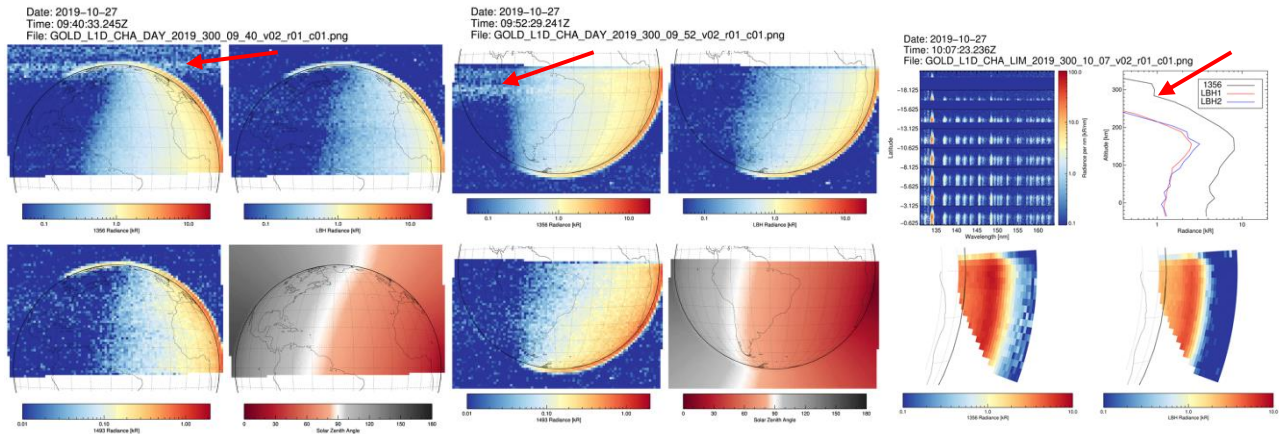 Date: 2019-10-27
Time: 09:40:33.245Z
File: GOLD_L1D_CHA_DAY_2019_300_09_40_v02_r01_c01.png
0.1 1.0 10.0
1356 Radiance [kR]
0.1 1.0 10.0
LBH Radiance [kR]
0.01 0.10 1.00
1493 Radiance [kR]
0 30 60 90 120 150 180
Solar Zenith Angle
Date: 2019-10-27
Time: 09:52:29.241Z
File: GOLD_L1D_CHA_DAY_2019_300_09_52_v02_r01_c01.png
0.1 1.0 10.0
1356 Radiance [kR]
0.1 1.0 10.0
LBH Radiance [kR]
0.01 0.10 1.00
1493 Radiance [kR]
0 30 60 90 120 150 180
Solar Zenith Angle
Date: 2019-10-27
Time: 10:07:23.236Z
File: GOLD_L1D_CHA_LIM_2019_300_10_07_v02_r01_c01.png
Latitude
-18.125
-15.625
-13.125
-10.625
-8.125
-5.625
-3.125
-0.625
135 140 145 150 155 160
Wavelength [nm]
100.0
10.0
1.0
0.1
Radiance per nm [kR/nm]
Altitude [km]
300
200
100
0
1356
LBH1
LBH2
1 10
Radiance [kR]
0.1 1.0 10.0
1356 Radiance [kR]
0.1 1.0 10.0
LBH Radiance [kR]